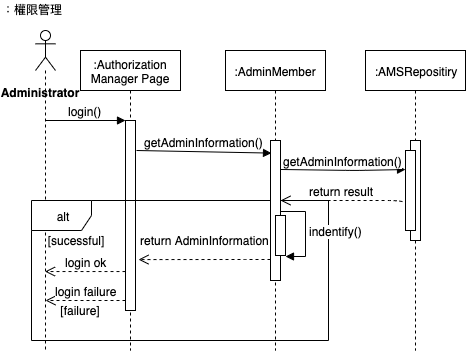 ：權限管理
:Authorization
Manager Page
:AdminMember
:AMSRepositiry
Administrator
login()
getAdminInformation()
getAdminInformation()
return result
alt
indentify()
[sucessful]
return AdminInformation
login ok
login failure
[failure]